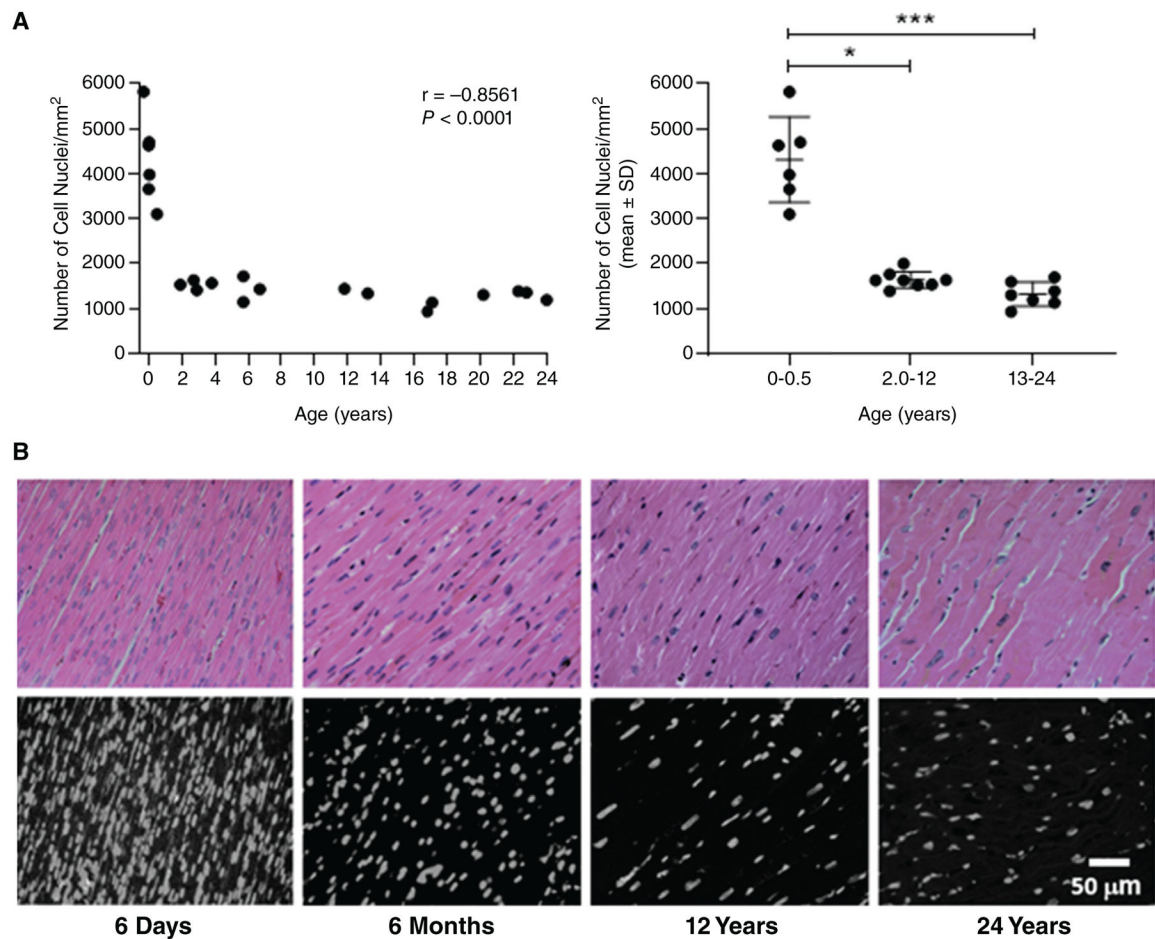 A
Number of Cell Nuclei/mm²
6000
5000
4000
3000
2000
1000
0
r = –0.8561
P < 0.0001
0 2 4 6 8 10 12 14 16 18 20 22 24
Age (years)
***
*
Number of Cell Nuclei/mm²
(mean ± SD)
6000
5000
4000
3000
2000
1000
0
0-0.5 2.0-12 13-24
Age (years)
B
50 µm
6 Days 6 Months 12 Years 24 Years